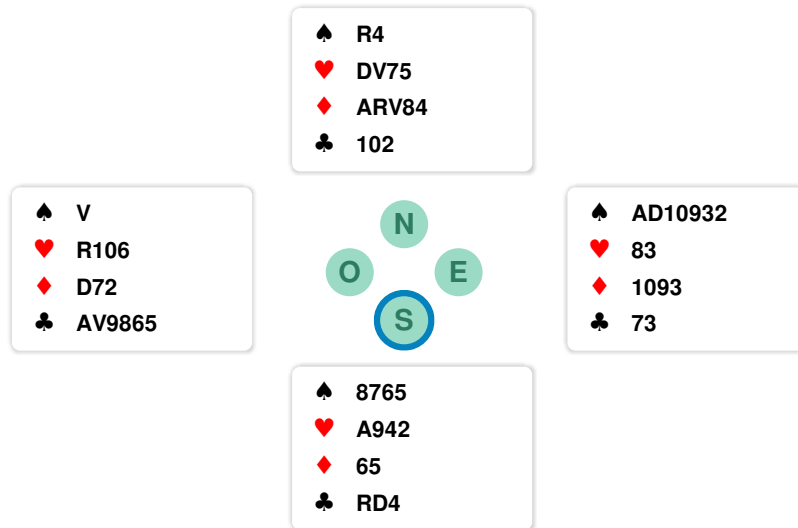 ♠ R4
♥ DV75
♦ ARV84
♣ 102
♠ V
♥ R106
♦ D72
♣ AV9865
N
O E
S
♠ AD10932
♥ 83
♦ 1093
♣ 73
♠ 8765
♥ A942
♦ 65
♣ RD4